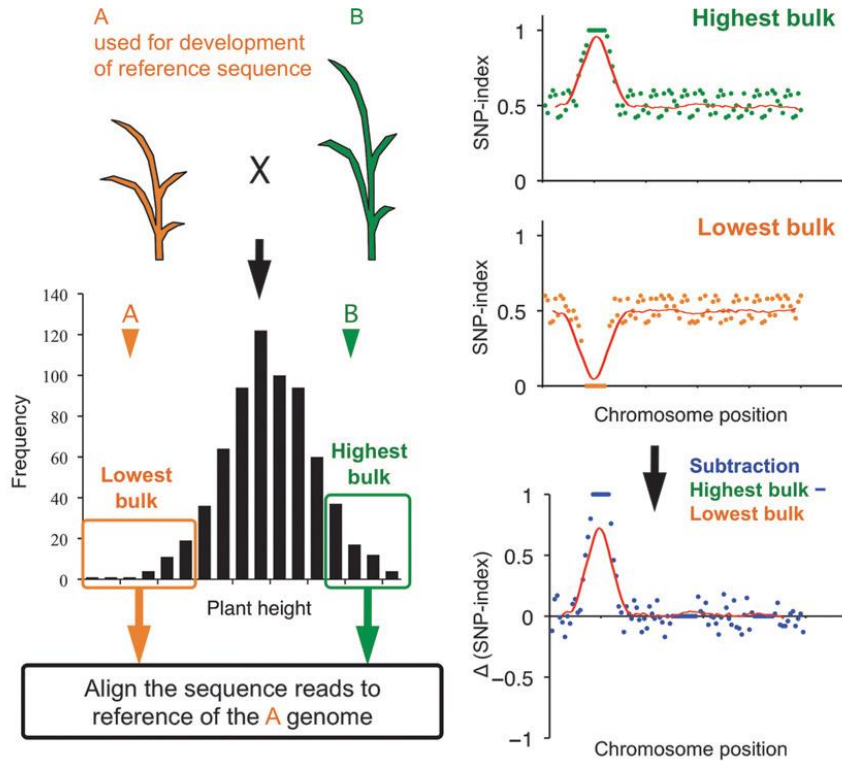 A
used for development
of reference sequence
B
X
A
B
Frequency
140
120
100
80
60
40
20
0
Lowest
bulk
Highest
bulk
Plant height
Align the sequence reads to
reference of the A genome
Highest bulk
SNP-index
1
0.5
0
1
Lowest bulk
SNP-index
1
0.5
0
Chromosome position
Subtraction
Highest bulk –
Lowest bulk
Δ (SNP-index)
1
0.5
0
−0.5
−1
Chromosome position